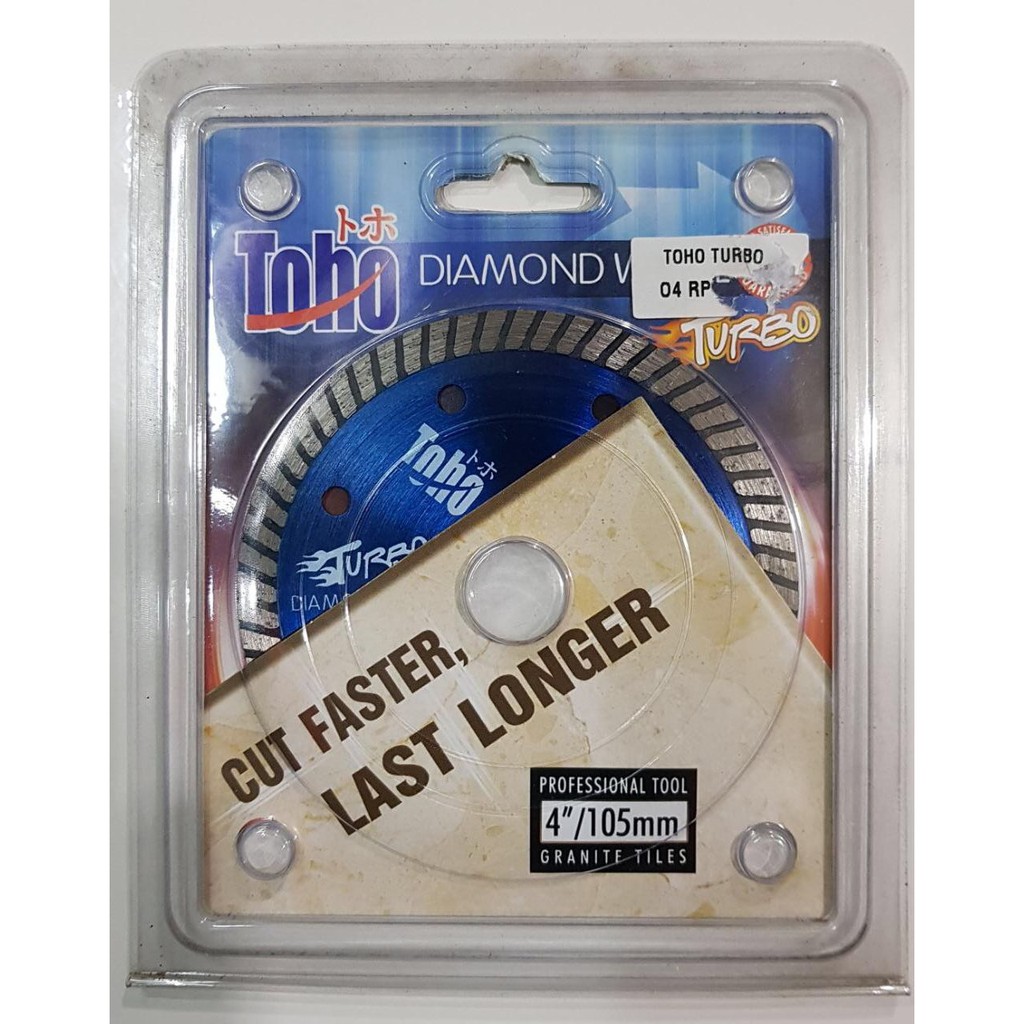 トホ
Toho
DIAMOND
TOHO TURBO
04 RP
TURBO
Toho
トホ
TURBO
CUT FASTER,
LAST LONGER
PROFESSIONAL TOOL
4"/105mm
GRANITE TILES